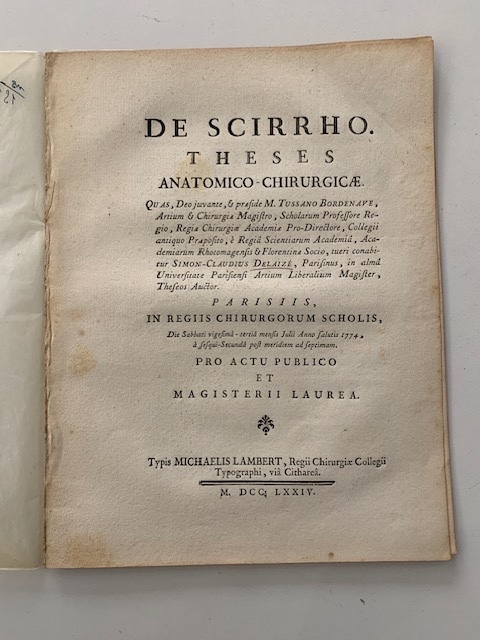 DE SCIRRHO.
THESES
ANATOMICO-CHIRURGICÆ.
QUAS, Deo juvante, & præside M. TUSSANO BORDENAVE,
Artium & Chirurgiæ Magistro, Scholarum Professore Re-
gio, Regiæ Chirurgiæ Academiæ Pro-Directore, Collegii
antiquo Præposito, è Regiâ Scientiarum Academiâ, Aca-
demiarum Rhotomagensis & Florentinæ Socio, tueri conabi-
tur SIMON-CLAUDIUS DELAIZÉ, Parisinus, in almâ
Universitate Parisiensi Artium Liberalium Magister,
Theseos Auctor.
PARISIIS,
IN REGIIS CHIRURGORUM SCHOLIS,
Die Sabbati vigesimâ-tertiâ mensis Julii Anno salutis 1774,
à sesqui-Secundâ post meridiem ad septimam.
PRO ACTU PUBLICO
ET
MAGISTERII LAUREA.
Typis MICHAELIS LAMBERT, Regii Chirurgiæ Collegii
Typographi, viâ Cithareâ.
M. DCC. LXXIV.